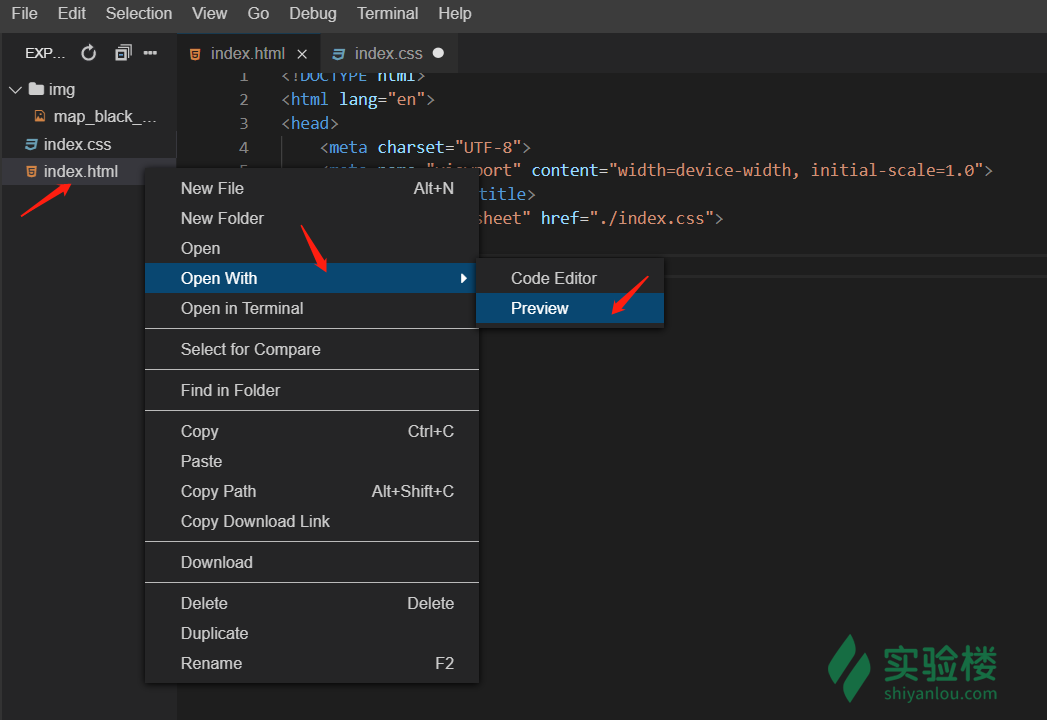 File Edit Selection View Go Debug Terminal Help
EXP...
index.html
index.css
img
map_black_...
index.css
index.html
1 <!DOCTYPE html>
2 <html lang="en">
3 <head>
4 <meta charset="UTF-8">
content="width=device-width, initial-scale=1.0">
title>
sheet" href="./index.css">
New File Alt+N
New Folder
Open
Open With
Open in Terminal
Select for Compare
Find in Folder
Copy Ctrl+C
Paste
Copy Path Alt+Shift+C
Copy Download Link
Download
Delete Delete
Duplicate
Rename F2
Code Editor
Preview
实验楼
shiyanlou.com